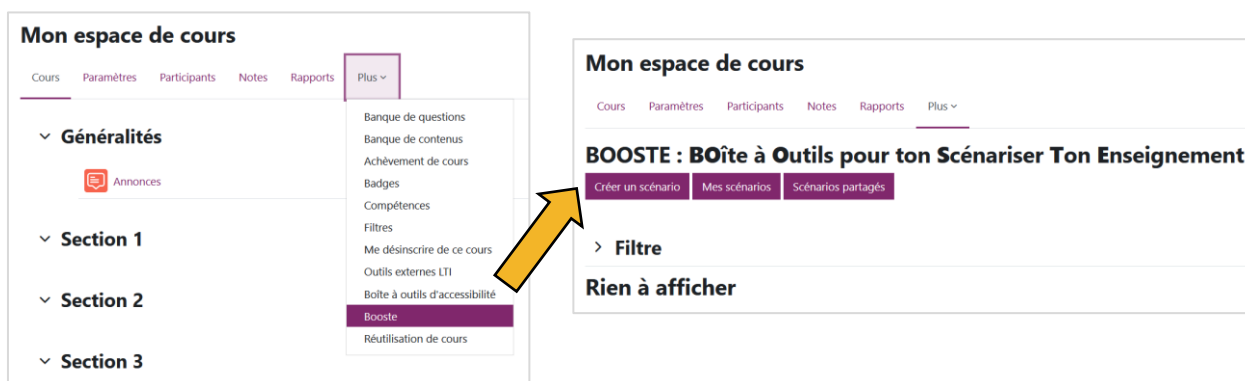 Mon espace de cours
Cours Paramètres Participants Notes Rapports Plus
Banque de questions
Banque de contenus
Achèvement de cours
Badges
Compétences
Filtres
Me désinscrire de ce cours
Outils externes LTI
Boîte à outils d'accessibilité
Booste
Réutilisation de cours
Généralités
Annonces
Section 1
Section 2
Section 3
Mon espace de cours
Cours Paramètres Participants Notes Rapports Plus
BOOSTE : BOîte à Outils pour ton Scénariser Ton Enseignement
Créer un scénario Mes scénarios Scénarios partagés
Filtre
Rien à afficher